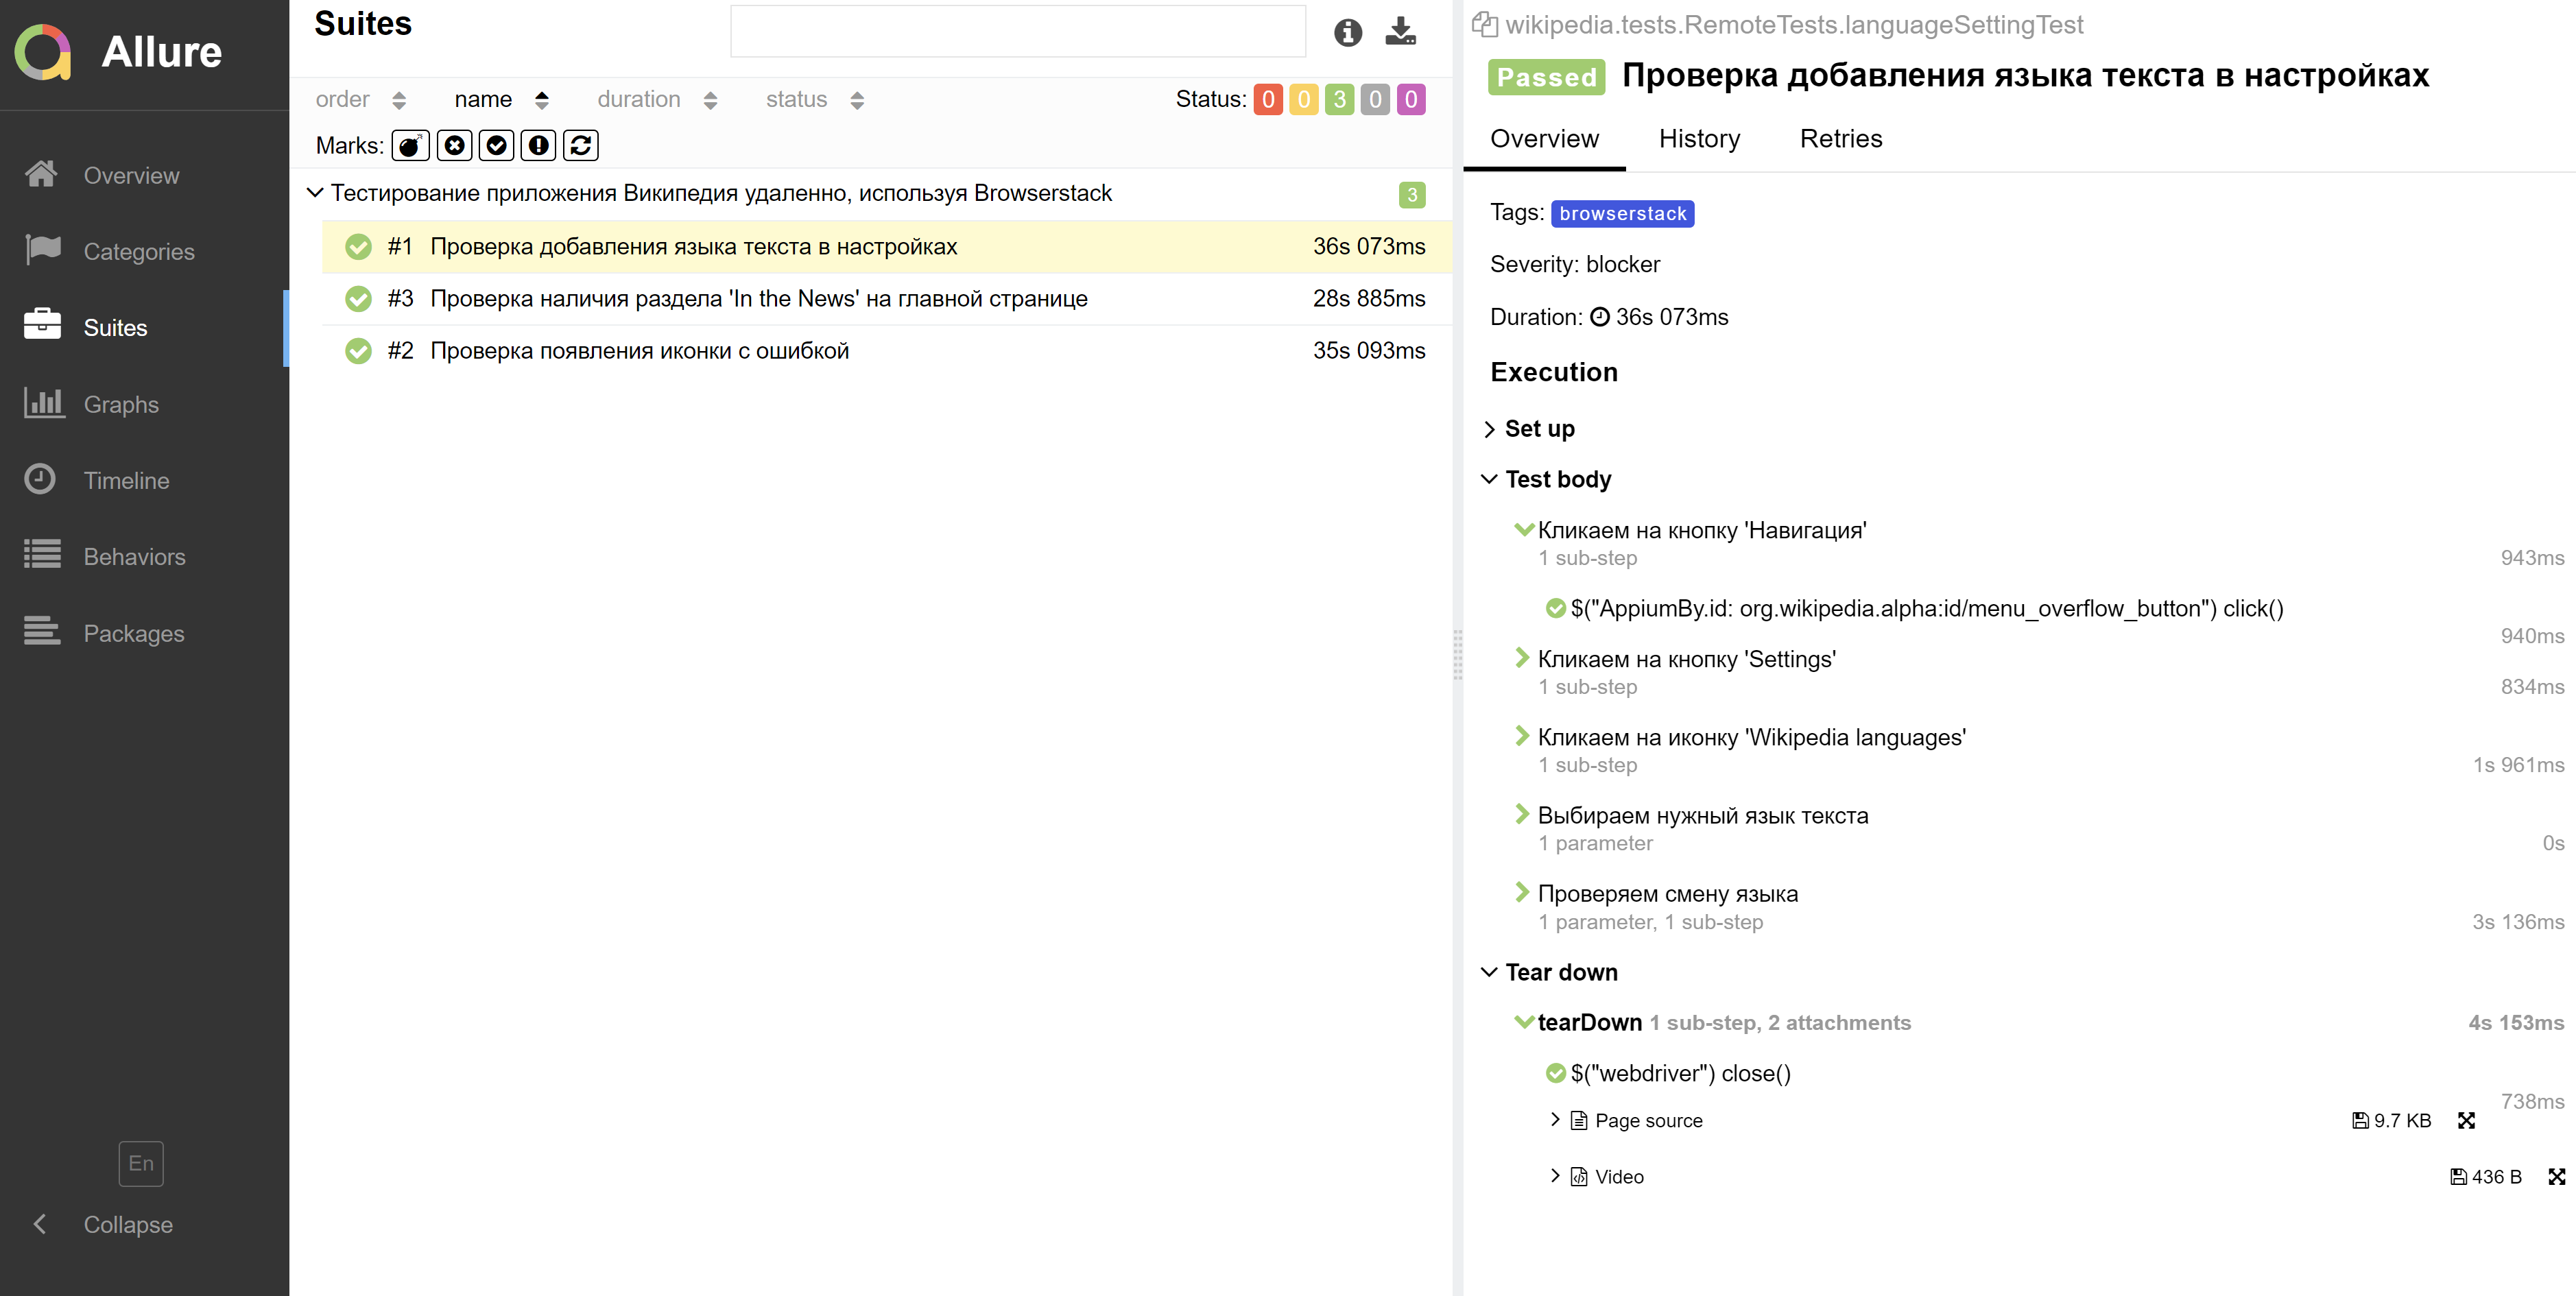 Allure
Overview
Categories
Suites
Graphs
Timeline
Behaviors
Packages
En
Collapse
Suites
order name duration status
Status: 0 0 3 0 0
Marks:
Тестирование приложения Википедия удаленно, используя Browserstack 3
#1 Проверка добавления языка текста в настройках 36s 073ms
#3 Проверка наличия раздела 'In the News' на главной странице 28s 885ms
#2 Проверка появления иконки с ошибкой 35s 093ms
wikipedia.tests.RemoteTests.languageSettingTest
Passed Проверка добавления языка текста в настройках
Overview History Retries
Tags: browserstack
Severity: blocker
Duration: 36s 073ms
Execution
Set up
Test body
Кликаем на кнопку 'Навигация'
1 sub-step 943ms
$("AppiumBy.id: org.wikipedia.alpha:id/menu_overflow_button") click()
940ms
Кликаем на кнопку 'Settings'
1 sub-step 834ms
Кликаем на иконку 'Wikipedia languages'
1 sub-step 1s 961ms
Выбираем нужный язык текста
1 parameter 0s
Проверяем смену языка
1 parameter, 1 sub-step 3s 136ms
Tear down
tearDown 1 sub-step, 2 attachments 4s 153ms
$("webdriver") close()
738ms
Page source 9.7 KB
Video 436 B